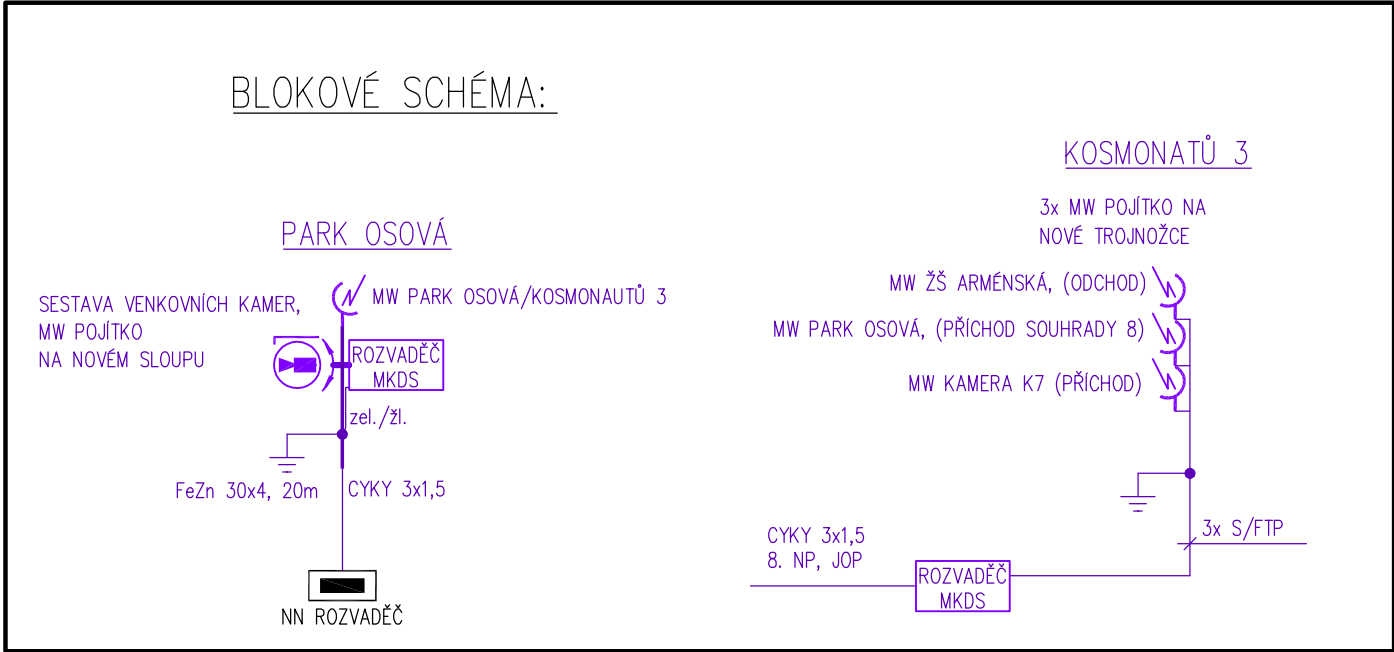 BLOKOVÉ SCHÉMA:
PARK OSOVÁ
SESTAVA VENKOVNÍCH KAMER,
MW POJÍTKO
NA NOVÉM SLOUPU
MW PARK OSOVÁ/KOSMONAUTŮ 3
ROZVADĚČ
MKDS
zel./žl.
FeZn 30x4, 20m
CYKY 3x1,5
NN ROZVADĚČ
KOSMONATŮ 3
3x MW POJÍTKO NA
NOVÉ TROJNOŽCE
MW ŽŠ ARMÉNSKÁ, (ODCHOD)
MW PARK OSOVÁ, (PŘÍCHOD SOUHRADY 8)
MW KAMERA K7 (PŘÍCHOD)
3x S/FTP
CYKY 3x1,5
8. NP, JOP
ROZVADĚČ
MKDS